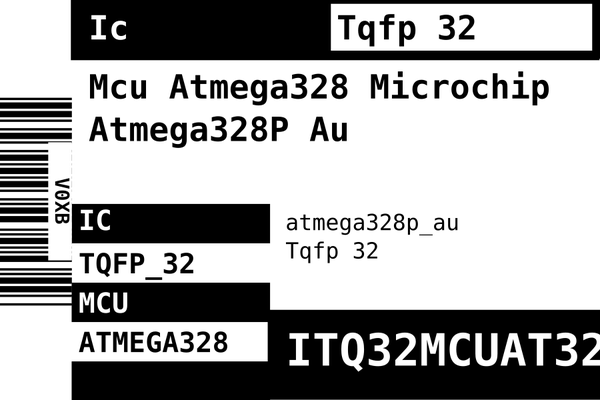 Ic
Tqfp 32
Mcu Atmega328 Microchip
Atmega328P Au
V0XB
IC
TQFP_32
MCU
ATMEGA328
atmega328p_au
Tqfp 32
ITQ32MCUAT32